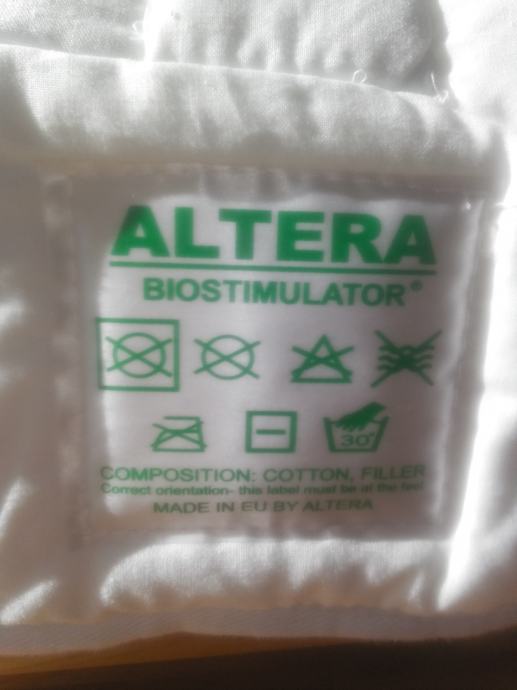 ALTERA
BIOSTIMULATOR®
30°
COMPOSITION: COTTON, FILLER
Correct orientation- this label must be at the feet
MADE IN EU BY ALTERA